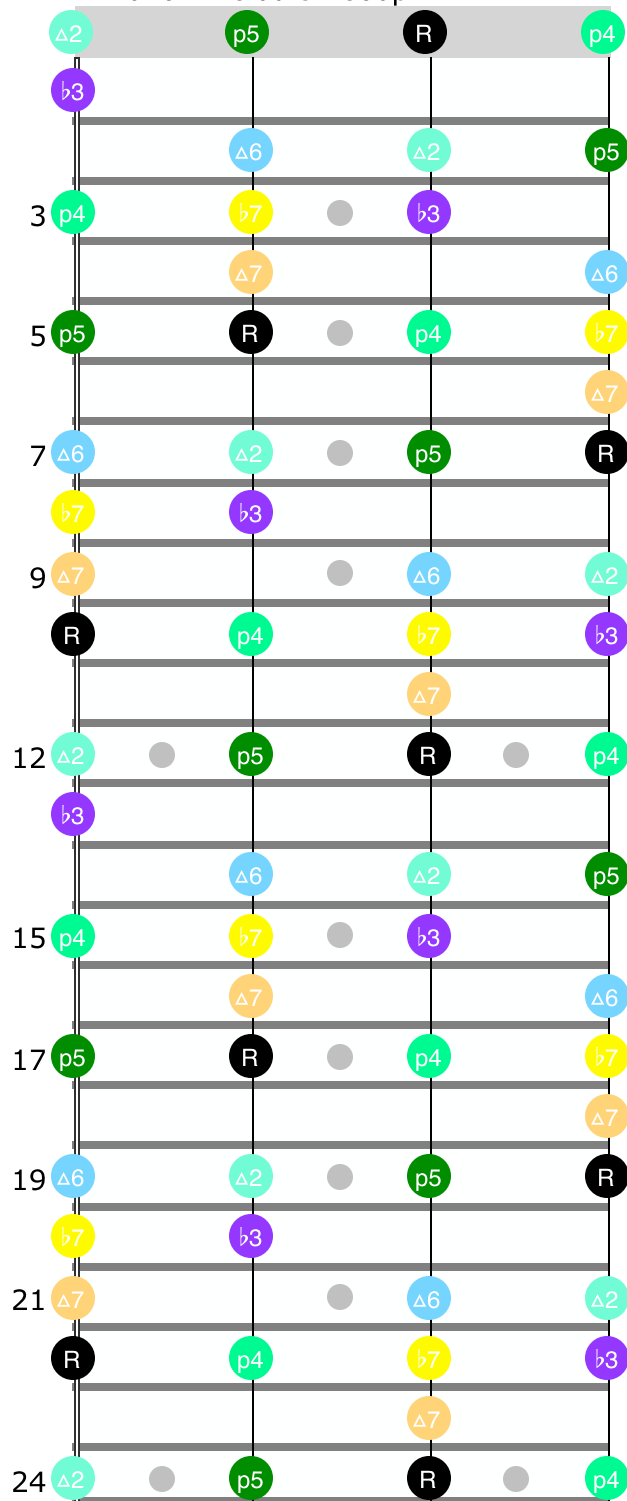 △2 p5 R p4
♭3
△6 △2 p5
3 p4 ♭7 ♭3
△7 △6
5 p5 R p4 ♭7
△7
7 △6 △2 p5 R
♭7 ♭3
9 △7 △6 △2
R p4 ♭7 ♭3
△7
12 △2 p5 R p4
♭3
△6 △2 p5
15 p4 ♭7 ♭3
△7 △6
17 p5 R p4 ♭7
△7
19 △6 △2 p5 R
♭7 ♭3
21 △7 △6 △2
R p4 ♭7 ♭3
△7
24 △2 p5 R p4